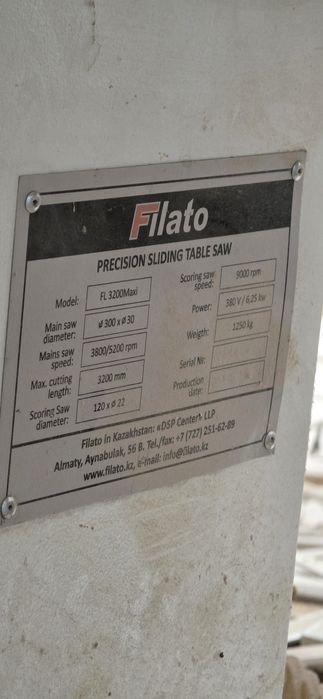 Filato
PRECISION SLIDING TABLE SAW
Model: FL 3200Maxi
Main saw diameter: ø 300 x ø 30
Mains saw speed: 3800/5200 rpm
Max. cutting length: 3200 mm
Scoring Saw diameter: 120 x ø 22
Scoring saw speed: 9000 rpm
Power: 380 V / 6,25 kw
Weigth: 1250 kg
Serial Nr:
Production date:
Filato in Kazakhstan: «DSP Center» LLP
Almaty, Aynabulak, 56 B. Tel./fax: +7 (727) 251-62-89
www.filato.kz, e-mail: info@filato.kz